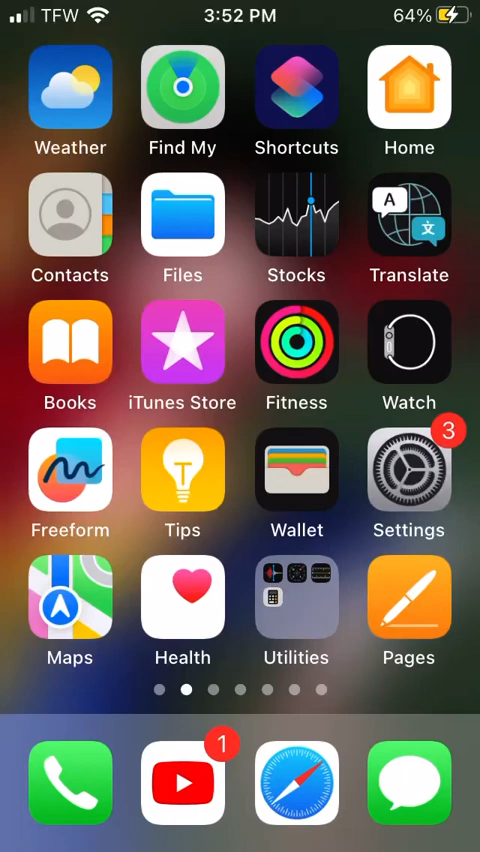 TFW 3:52 PM 64%
Weather Find My Shortcuts Home
A 文
Contacts Files Stocks Translate
Books iTunes Store Fitness Watch
3
Freeform Tips Wallet Settings
Maps Health Utilities Pages
1